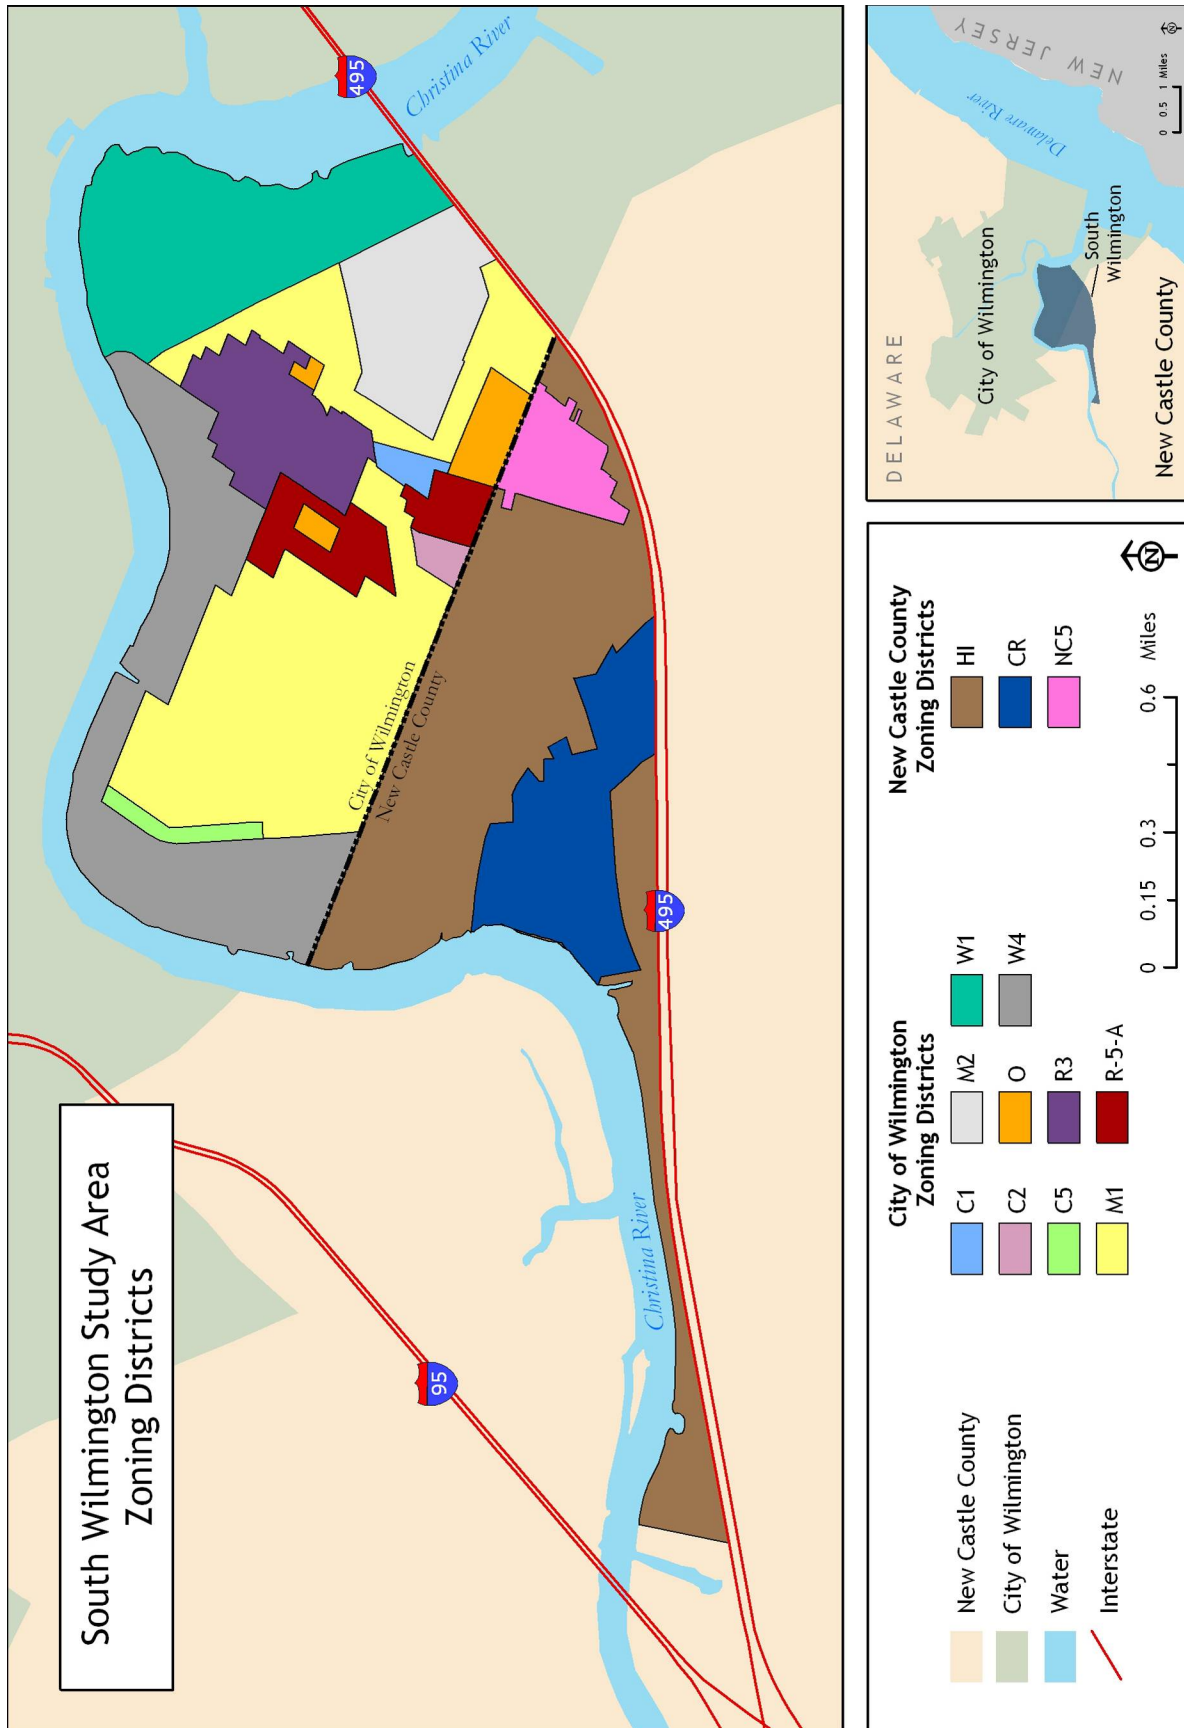 South Wilmington Study Area
Zoning Districts
95
495
495
Christina River
Christina River
City of Wilmington
New Castle County
New Castle County
City of Wilmington
Water
Interstate
City of Wilmington
Zoning Districts
C1
C2
C5
M1
M2
O
R3
R-5-A
W1
W4
New Castle County
Zoning Districts
HI
CR
NC5
0 0.15 0.3 0.6 Miles
N
DELAWARE
City of Wilmington
South
Wilmington
New Castle County
Delaware River
NEW JERSEY
0 0.5 1 Miles
N